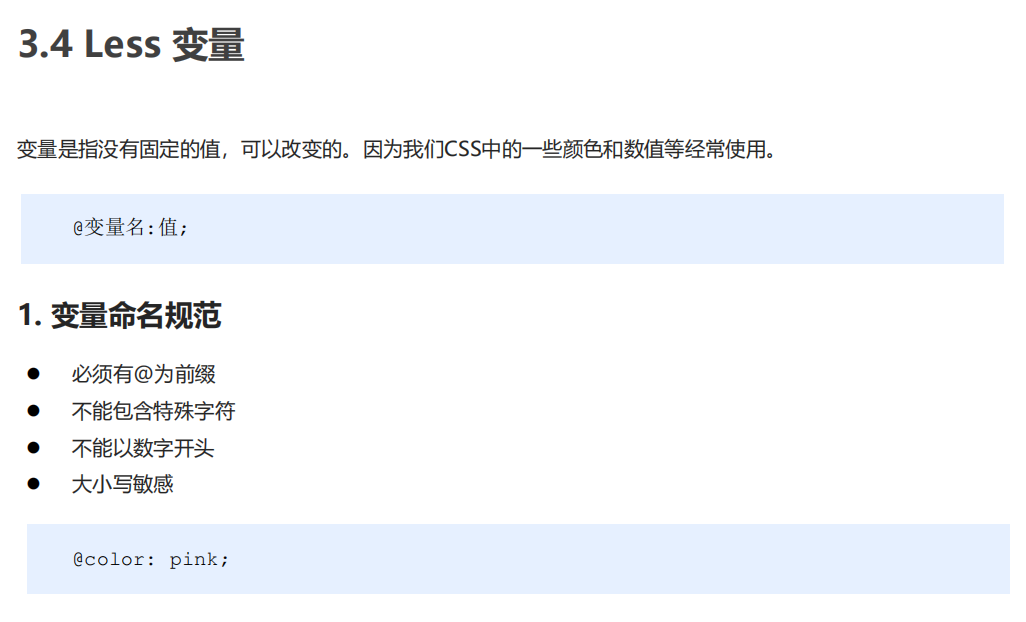 3.4 Less 变量
变量是指没有固定的值，可以改变的。因为我们CSS中的一些颜色和数值等经常使用。
@变量名:值;
1. 变量命名规范
● 必须有@为前缀
● 不能包含特殊字符
● 不能以数字开头
● 大小写敏感
@color: pink;